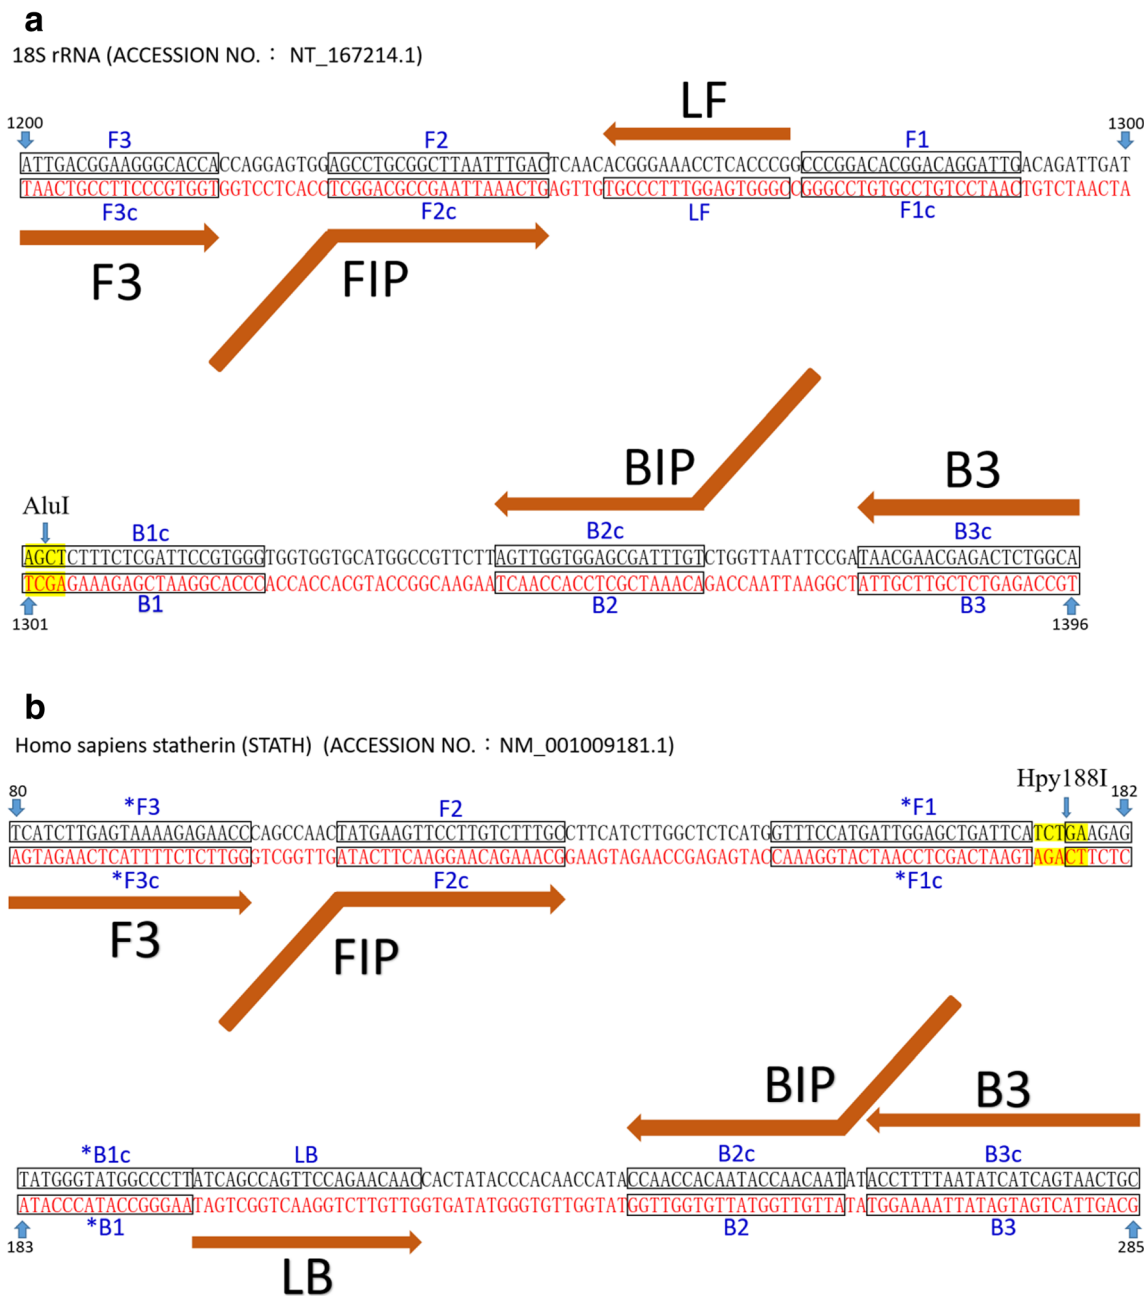 a
18S rRNA (ACCESSION NO.： NT_167214.1)
LF
1200 1300
F3 F2 F1
ATTGACGGAAGGGCACCACCAGGAGTGGAGCCTGCGGCTTAATTTGACTCAACACGGGAAACCTCACCCGGCCCGGACACGGACAGGATTGACAGATTGAT
TAACTGCCTTCCCGTGGTGGTCCTCACCTCGGACGCCGAATTAAACTGAGTTGTGCCCTTTGGAGTGGGCCGGGCCTGTGCCTGTCCTAACTGTCTAACTA
F3c F2c LF F1c
F3 FIP
BIP B3
AluI
B1c B2c B3c
AGCTCTTTCTCGATTCCGTGGGTGGTGGTGCATGGCCGTTCTTAGTTGGTGGAGCGATTTGTCTGGTTAATTCCGATAACGAACGAGACTCTGGCA
TCGAGAAAGAGCTAAGGCACCCACCACCACGTACCGGCAAGAATCAACCACCTCGCTAAACAGACCAATTAAGGCTATTGCTTGCTCTGAGACCGT
B1 B2 B3
1301 1396
b
Homo sapiens statherin (STATH) (ACCESSION NO.：NM_001009181.1)
Hpy188I
80 182
*F3 F2 *F1
TCATCTTGAGTAAAAGAGAACCCAGCCAACTATGAAGTTCCTTGTCTTTGCCTTCATCTTGGCTCTCATGGTTTCCATGATTGGAGCTGATTCATCTGAAGAG
AGTAGAACTCATTTTCTCTTGGGTCGGTTGATACTTCAAGGAACAGAAACGGAAGTAGAACCGAGAGTACCAAAGGTACTAACCTCGACTAAGTAGACTTCTC
*F3c F2c *F1c
F3 FIP
BIP B3
*B1c LB B2c B3c
TATGGGTATGGCCCTTATCAGCCAGTTCCAGAACAACCACTATACCCACAACCATACCAACCACAATACCAACAATATACCTTTTAATATCATCAGTAACTGC
ATACCCATACCGGGAATAGTCGGTCAAGGTCTTGTTGGTGATATGGGTGTTGGTATGGTTGGTGTTATGGTTGTTATATGGAAAATTATAGTAGTCATTGACG
*B1 B2 B3
183 285
LB